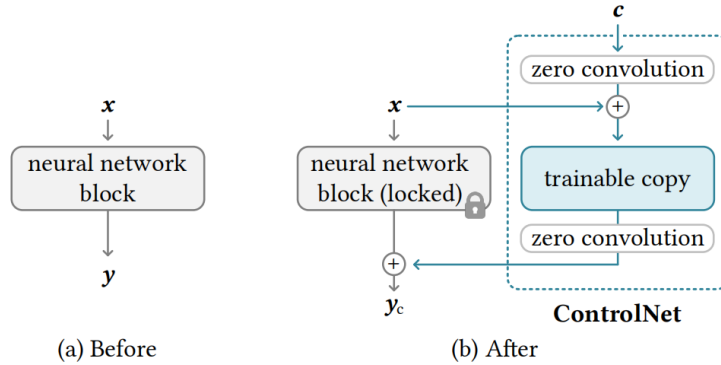 x
neural network
block
y
(a) Before
c
zero convolution
x
+
neural network
block (locked)
trainable copy
zero convolution
+
yc
ControlNet
(b) After